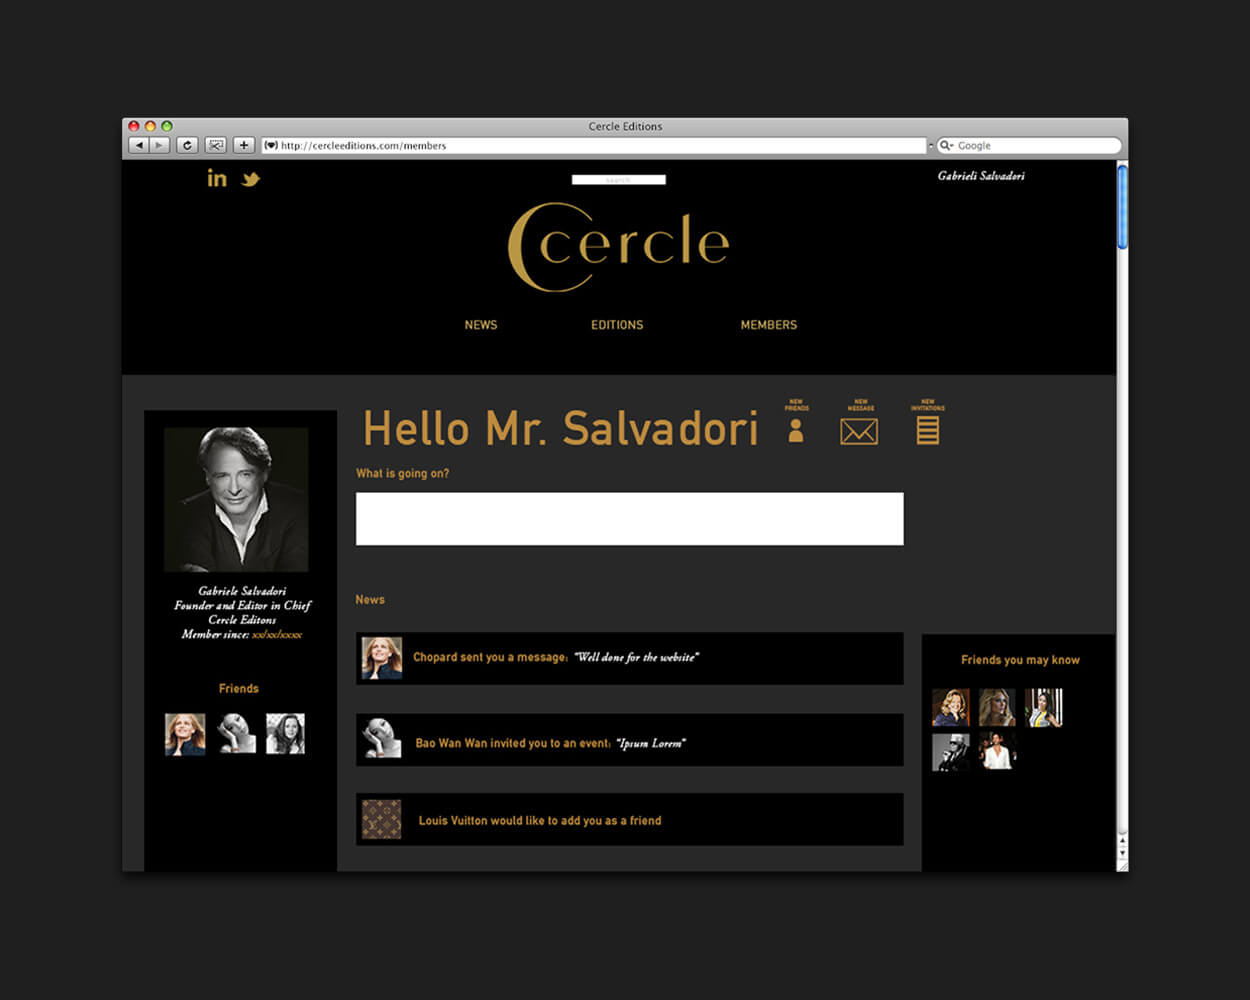 Cercle Editions
http://cercleeditions.com/members
Google
in
search
Gabrieli Salvadori
cercle
NEWS EDITIONS MEMBERS
Hello Mr. Salvadori
NEW
FRIENDS
NEW
MESSAGE
NEW
INVITATIONS
What is going on?
Gabriele Salvadori
Founder and Editor in Chief
Cercle Editons
Member since: xx/xx/xxxx
Friends
News
Chopard sent you a message: "Well done for the website"
Bao Wan Wan invited you to an event: "Ipsum Lorem"
Louis Vuitton would like to add you as a friend
Friends you may know